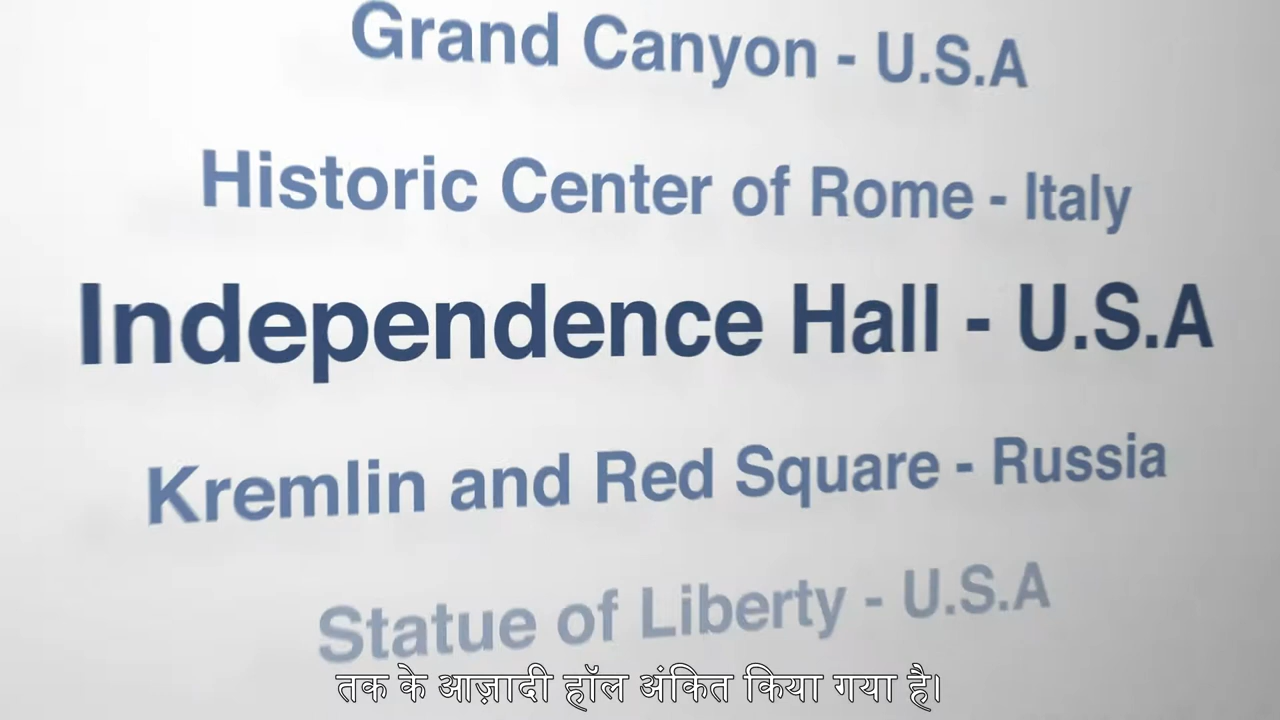 Grand Canyon - U.S.A
Historic Center of Rome - Italy
Independence Hall - U.S.A
Kremlin and Red Square - Russia
Statue of Liberty - U.S.A
तक के आज़ादी हॉल अंकित किया गया है।